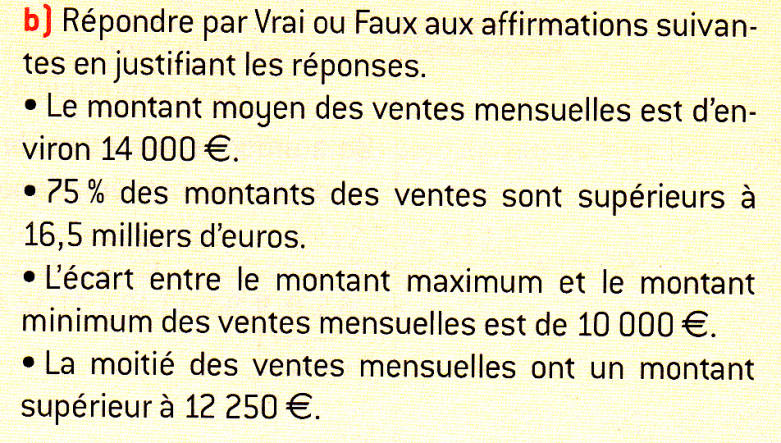 b) Répondre par Vrai ou Faux aux affirmations suivan-
tes en justifiant les réponses.
• Le montant moyen des ventes mensuelles est d'en-
viron 14 000 €.
• 75 % des montants des ventes sont supérieurs à
16,5 milliers d'euros.
• L'écart entre le montant maximum et le montant
minimum des ventes mensuelles est de 10 000 €.
• La moitié des ventes mensuelles ont un montant
supérieur à 12 250 €.